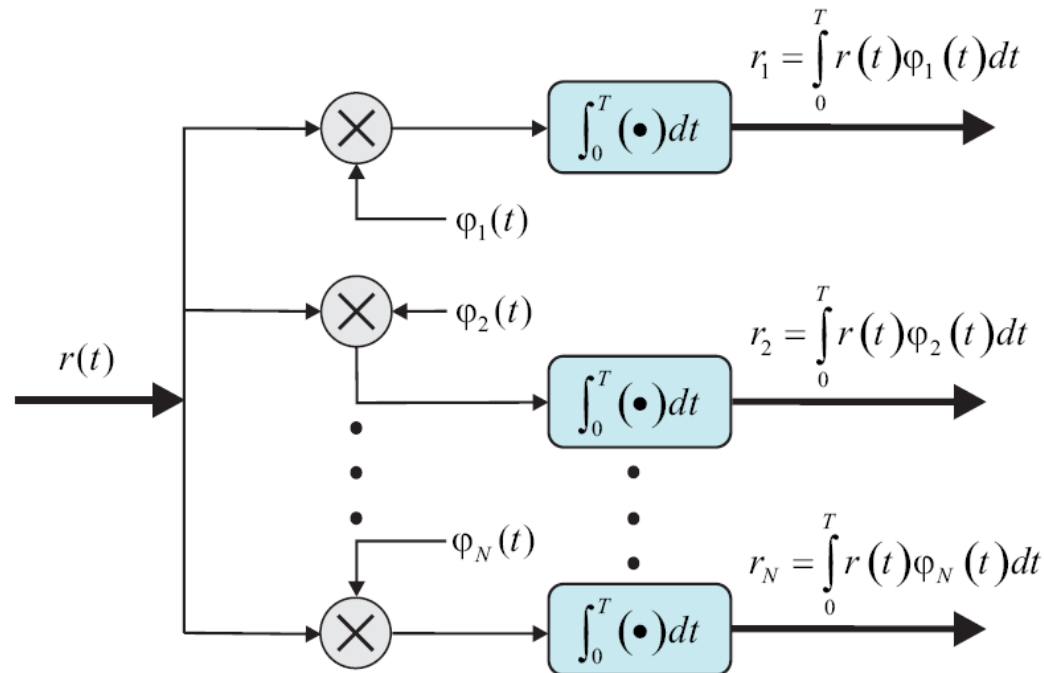 r₁ = ∫₀ᵀ r(t)φ₁(t)dt
∫₀ᵀ(•)dt
φ₁(t)
φ₂(t)
r₂ = ∫₀ᵀ r(t)φ₂(t)dt
r(t)
∫₀ᵀ(•)dt
φ_N(t)
r_N = ∫₀ᵀ r(t)φ_N(t)dt
∫₀ᵀ(•)dt